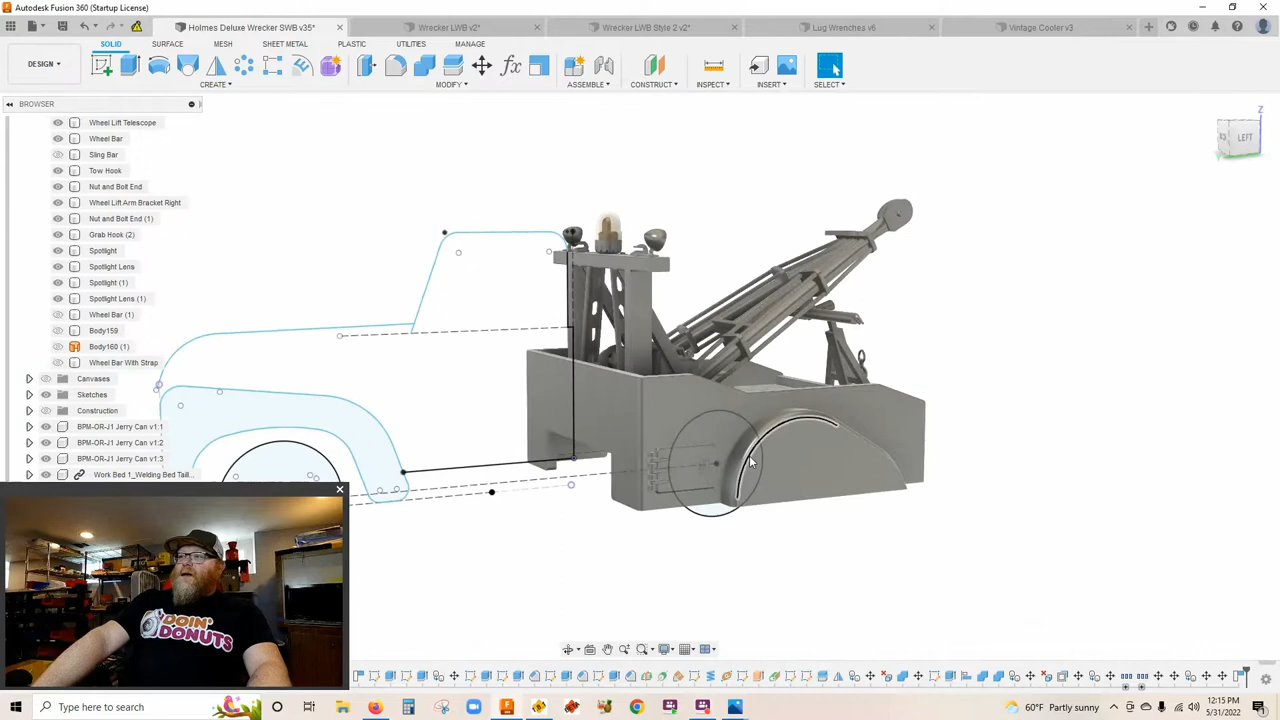 Autodesk Fusion 360 (Startup License)
Holmes Deluxe Wrecker SWB v35*
Wrecker LWB v2*
Wrecker LWB Style 2 v2*
Lug Wrenches v6
Vintage Cooler v3
SOLID
SURFACE
MESH
SHEET METAL
PLASTIC
UTILITIES
MANAGE
DESIGN
CREATE
MODIFY
ASSEMBLE
CONSTRUCT
INSPECT
INSERT
SELECT
BROWSER
Wheel Lift Telescope
Wheel Bar
Sling Bar
Tow Hook
Nut and Bolt End
Wheel Lift Arm Bracket Right
Nut and Bolt End (1)
Grab Hook (2)
Spotlight
Spotlight Lens
Spotlight (1)
Spotlight Lens (1)
Wheel Bar (1)
Body159
Body160 (1)
Wheel Bar With Strap
Canvases
Sketches
Construction
BPM-OR-J1 Jerry Can v1:1
BPM-OR-J1 Jerry Can v1:2
BPM-OR-J1 Jerry Can v1:3
Work Bed 1_Welding Bed Taill...
Z
LEFT
DOIN'
DONUTS
Type here to search
60°F Partly sunny
12:15 PM
5/31/2022